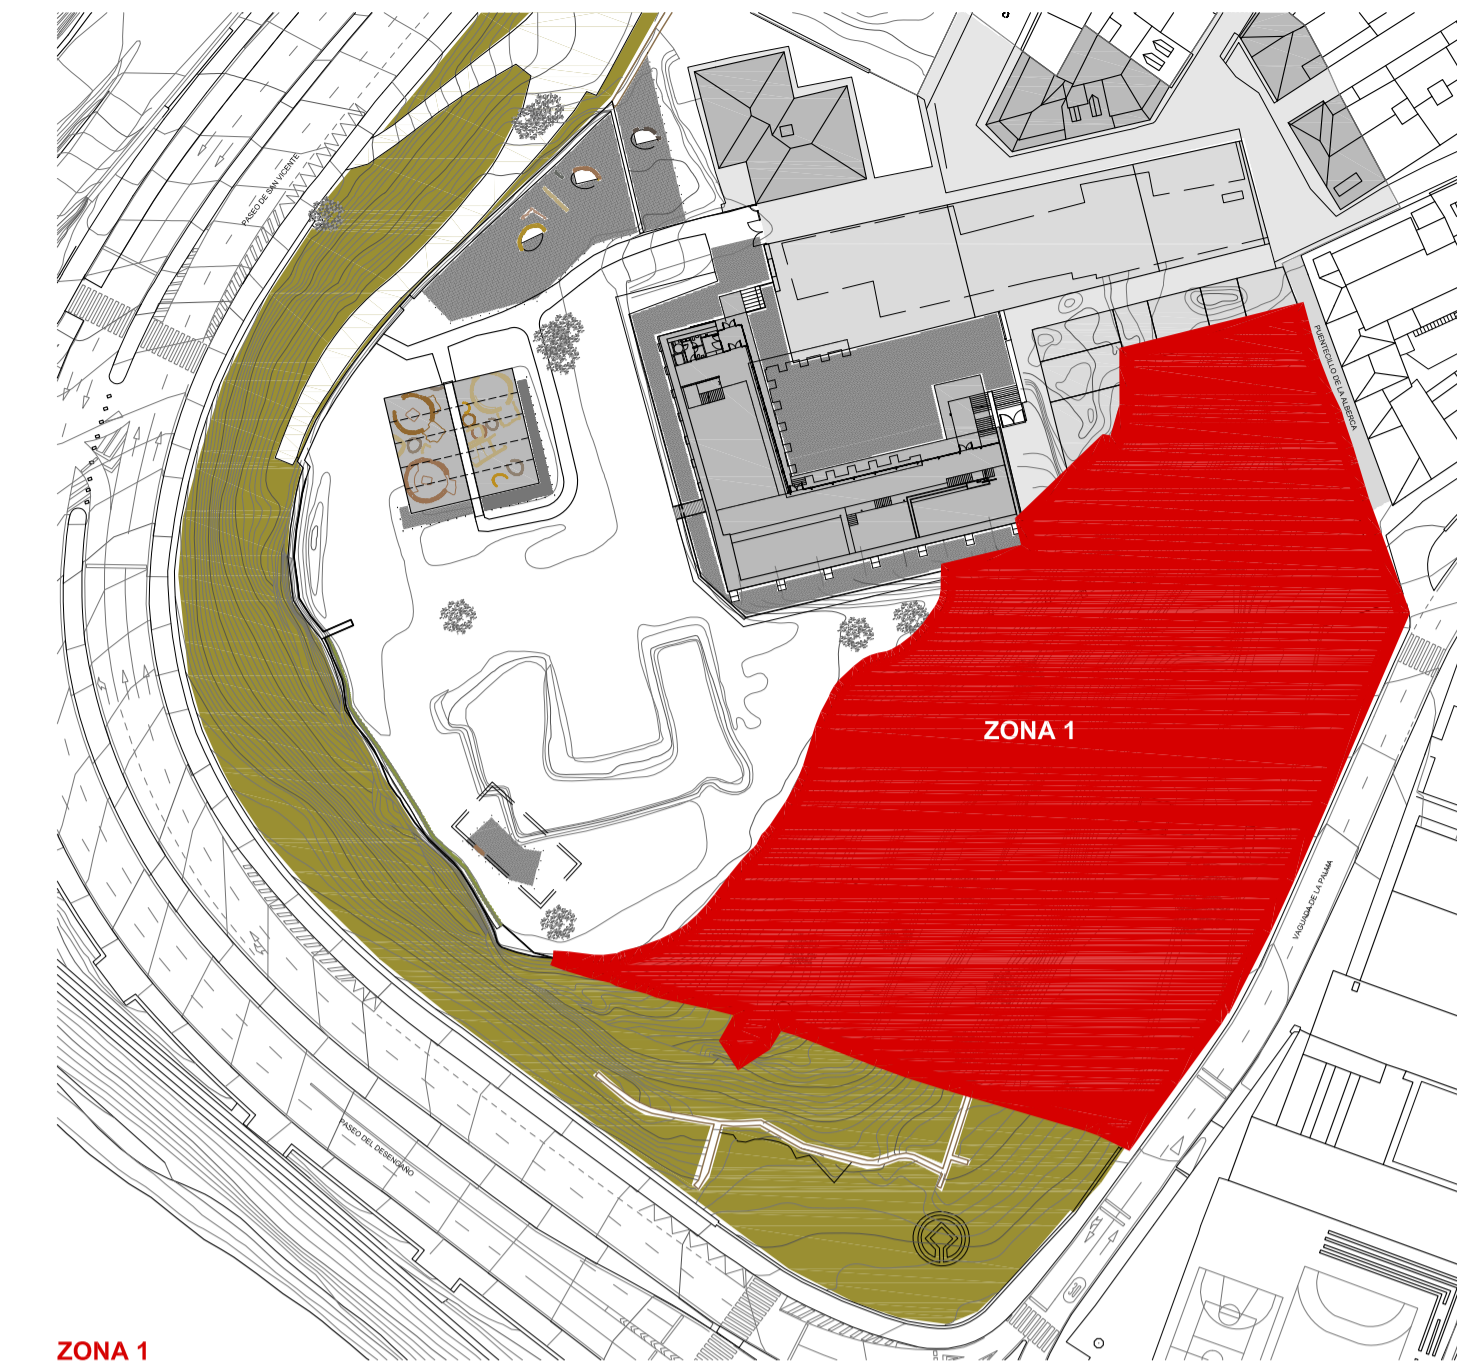 PASEO DE SAN VICENTE
PUENTECILLO DE LA ALBERCA
ZONA 1
VAGUADA DE LA PALMA
PASEO DEL DESENGAÑO
ZONA 1